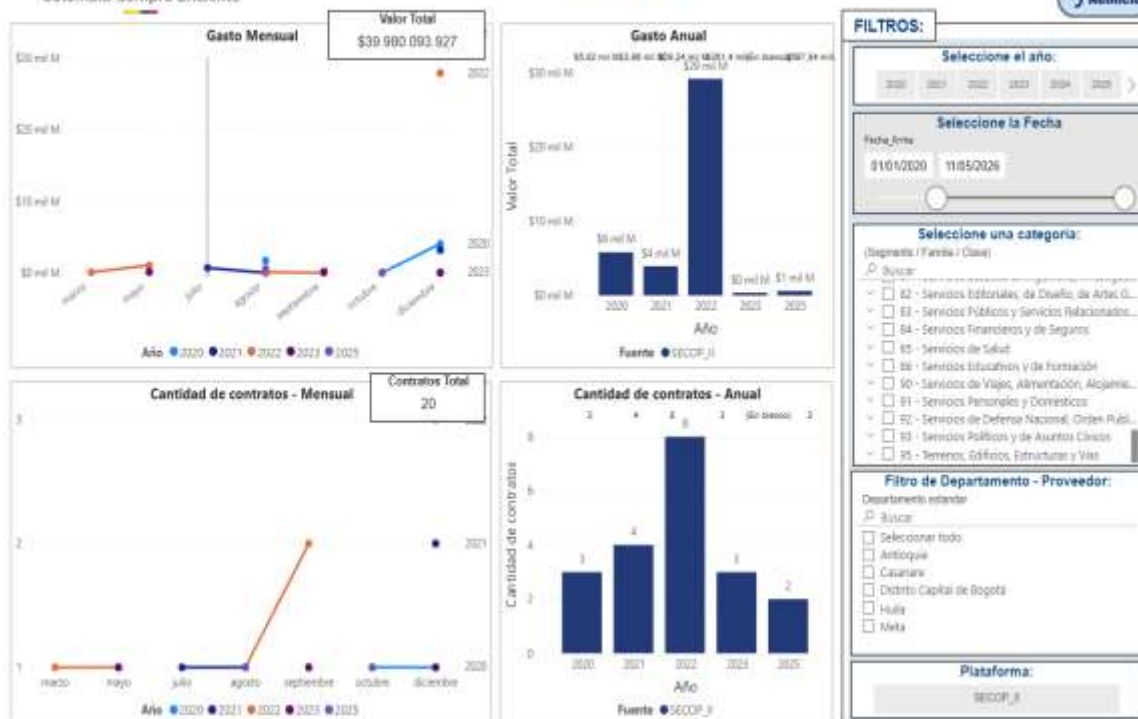 Colombia Compra Eficiente
Gasto Mensual
Valor Total
$39.980.093.927
$20 mil M
$10 mil M
$0 mil M
2022
2020
2023
marzo
mayo
julio
agosto
septiembre
octubre
diciembre
Año 2020 2021 2022 2023 2025
Gasto Anual
$29 mil M
$30 mil M
$20 mil M
$10 mil M
$0 mil M
Valor Total
$6 mil M
$4 mil M
$0 mil M
$1 mil M
2020 2021 2022 2023 2025
Año
Fuente SECOP_II
Cantidad de contratos - Mensual
Contratos Total
20
3
2
1
2021
2020
marzo mayo julio agosto septiembre octubre diciembre
Año 2020 2021 2022 2023 2025
Cantidad de contratos - Anual
(En blanco)
Cantidad de contratos
8
6
4
2
0
3
4
8
3
2
2020 2021 2022 2023 2025
Año
Fuente SECOP_II
FILTROS:
Seleccione el año:
2020 2021 2022 2023 2024 2025
Seleccione la Fecha
Fecha_Firma
01/01/2020 11/05/2026
Seleccione una categoria:
(Segmento / Familia / Clase)
Buscar
82 - Servicios Editoriales, de Diseño, de Artes G...
83 - Servicios Públicos y Servicios Relacionados...
84 - Servicios Financieros y de Seguros
85 - Servicios de Salud
86 - Servicios Educativos y de Formación
90 - Servicios de Viajes, Alimentación, Alojamie...
91 - Servicios Personales y Domésticos
92 - Servicios de Defensa Nacional, Orden Publi...
93 - Servicios Políticos y de Asuntos Cívicos
95 - Terrenos, Edificios, Estructuras y Vías
Filtro de Departamento - Proveedor:
Departamento estandar
Buscar
Seleccionar todo
Antioquia
Casanare
Distrito Capital de Bogotá
Huila
Meta
Plataforma:
SECOP_II